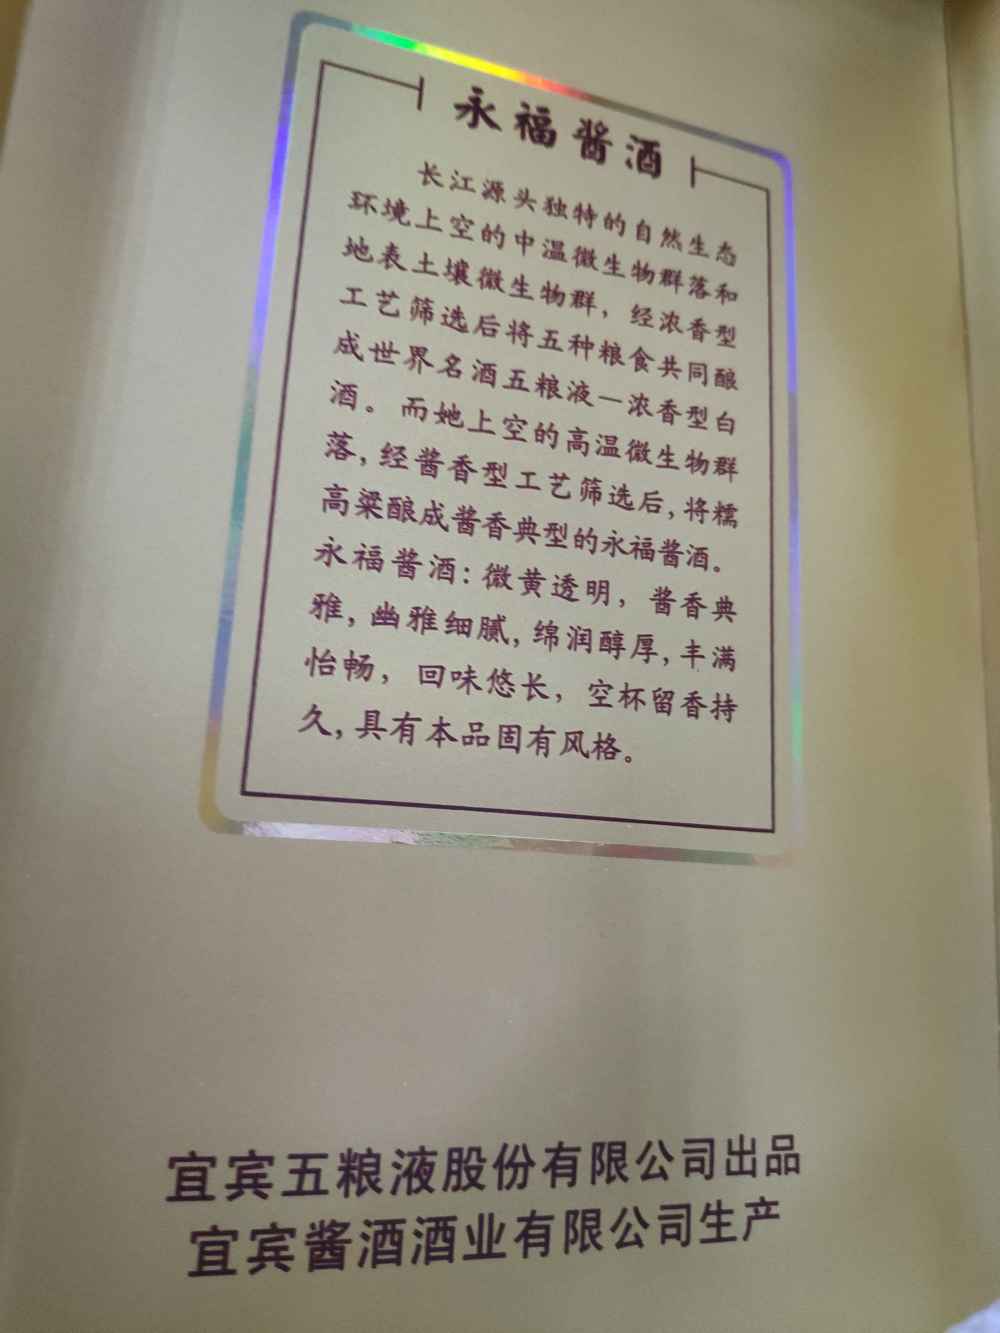 永福酱酒
长江源头独特的自然生态
环境上空的中温微生物群落和
地表土壤微生物群，经浓香型
工艺筛选后将五种粮食共同酿
成世界名酒五粮液—浓香型白
酒。而她上空的高温微生物群
落，经酱香型工艺筛选后，将糯
高粱酿成酱香典型的永福酱酒。
永福酱酒：微黄透明，酱香典
雅，幽雅细腻，绵润醇厚，丰满
怡畅，回味悠长，空杯留香持
久，具有本品固有风格。
宜宾五粮液股份有限公司出品
宜宾酱酒酒业有限公司生产